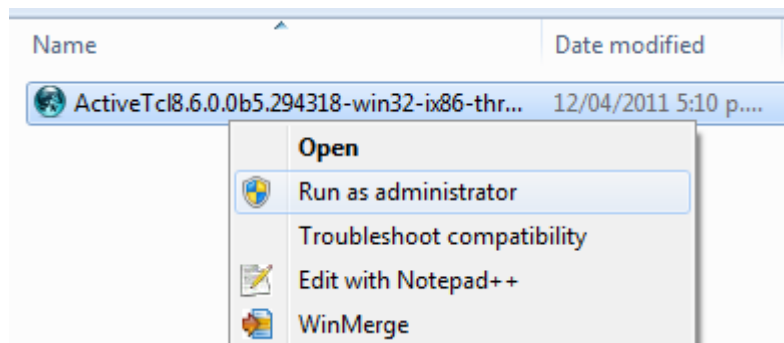 Name Date modified
ActiveTcl8.6.0.0b5.294318-win32-ix86-thr... 12/04/2011 5:10 p....
Open
Run as administrator
Troubleshoot compatibility
Edit with Notepad++
WinMerge